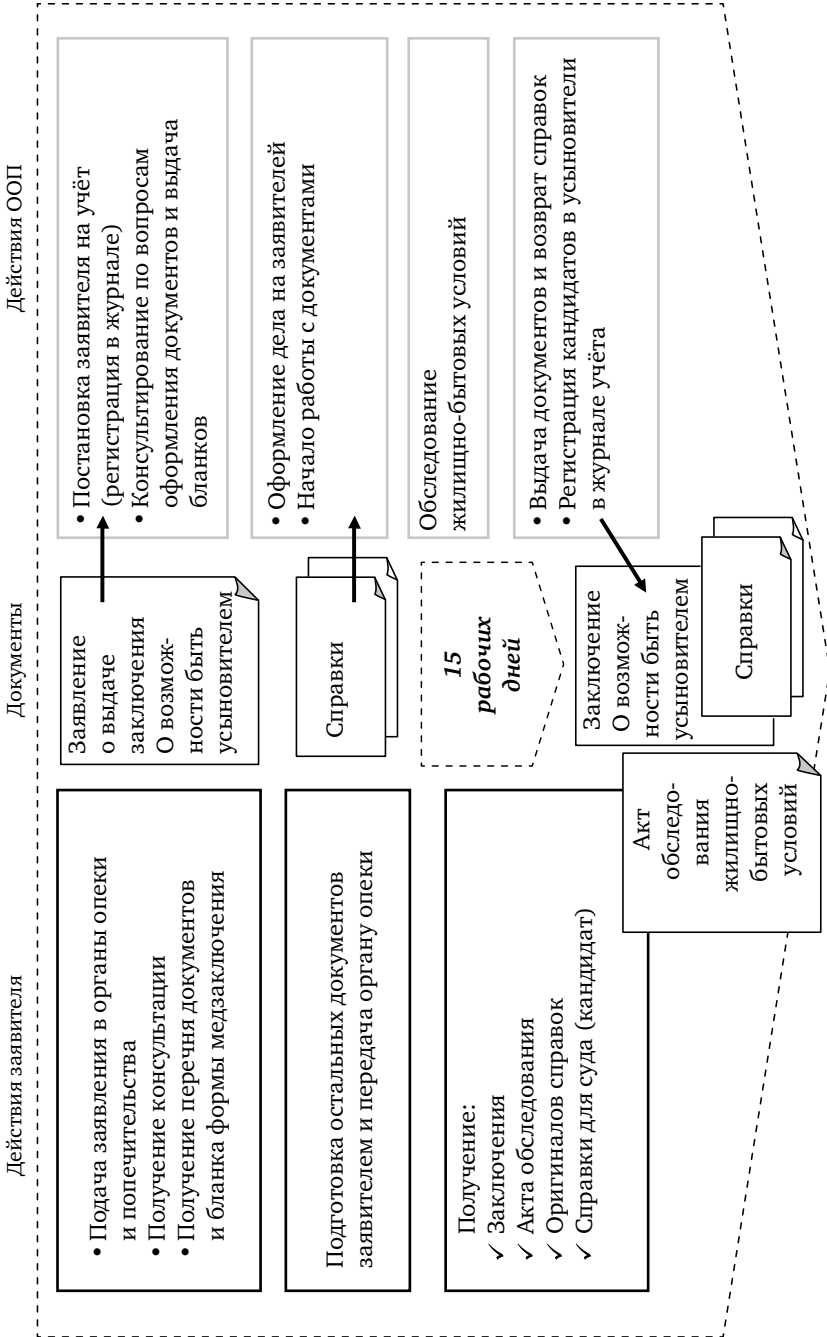 Действия заявителя
Документы
Действия ООП
• Подача заявления в органы опеки
и попечительства
• Получение консультации
• Получение перечня документов
и бланка формы медзаключения
Заявление
о выдаче
заключения
О возмож-
ности быть
усыновителем
• Постановка заявителя на учёт
(регистрация в журнале)
• Консультирование по вопросам
оформления документов и выдача
бланков
Подготовка остальных документов
заявителем и передача органу опеки
Справки
• Оформление дела на заявителей
• Начало работы с документами
15
рабочих
дней
Обследование
жилищно-бытовых условий
Получение:
✓ Заключения
✓ Акта обследования
✓ Оригиналов справок
✓ Справки для суда (кандидат)
Акт
обследо-
вания
жилищно-
бытовых
условий
Заключение
О возмож-
ности быть
усыновителем
Справки
• Выдача документов и возврат справок
• Регистрация кандидатов в усыновители
в журнале учёта